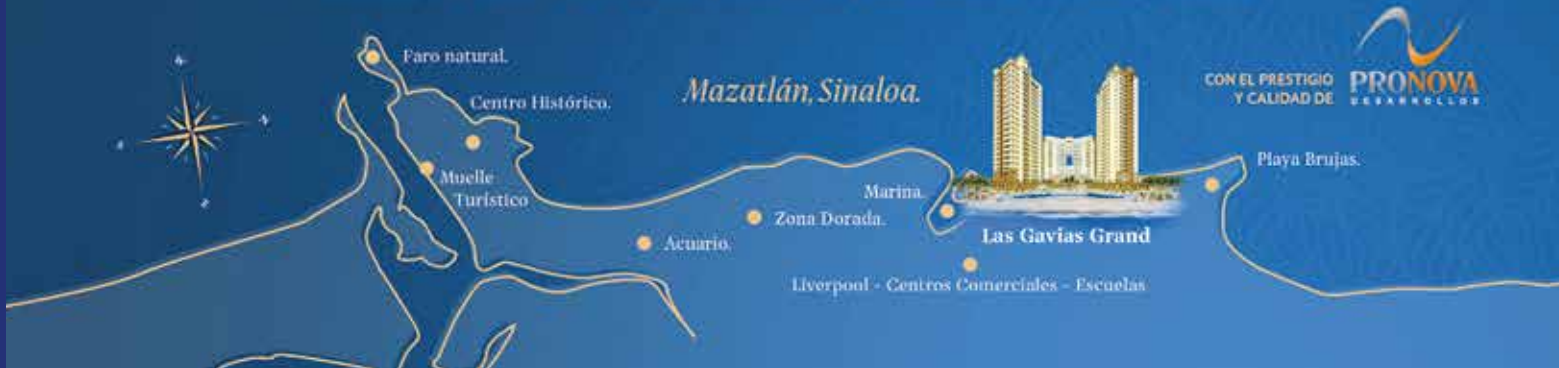 Faro natural.
Centro Histórico.
Muelle
Turístico
Acuario.
Mazatlán, Sinaloa.
Zona Dorada.
Marina.
Las Gavias Grand
Liverpool - Centros Comerciales - Escuelas
Playa Brujas.
CON EL PRESTIGIO
Y CALIDAD DE
PRONOVA
DESARROLLOS